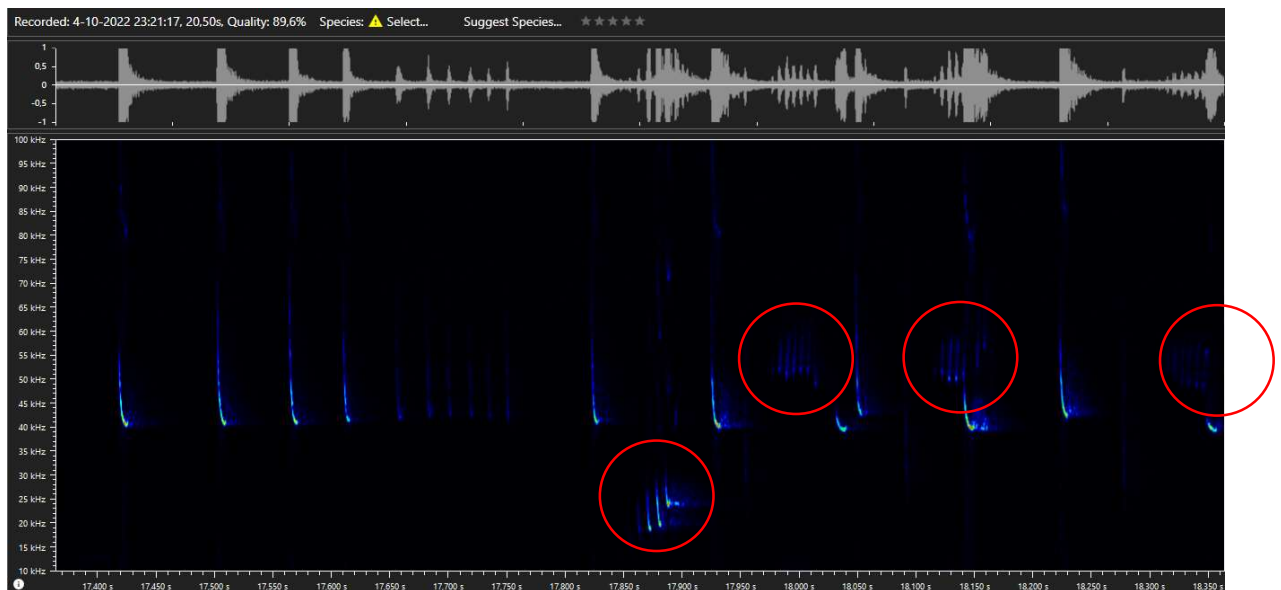 Recorded: 4-10-2022 23:21:17, 20,50s, Quality: 89,6% Species: Select... Suggest Species...
1
0,5
0
-0,5
-1
100 kHz
95 kHz
90 kHz
85 kHz
80 kHz
75 kHz
70 kHz
65 kHz
60 kHz
55 kHz
50 kHz
45 kHz
40 kHz
35 kHz
30 kHz
25 kHz
20 kHz
15 kHz
10 kHz
17.400 s 17.450 s 17.500 s 17.550 s 17.600 s 17.650 s 17.700 s 17.750 s 17.800 s 17.850 s 17.900 s 17.950 s 18.000 s 18.050 s 18.100 s 18.150 s 18.200 s 18.250 s 18.300 s 18.350 s